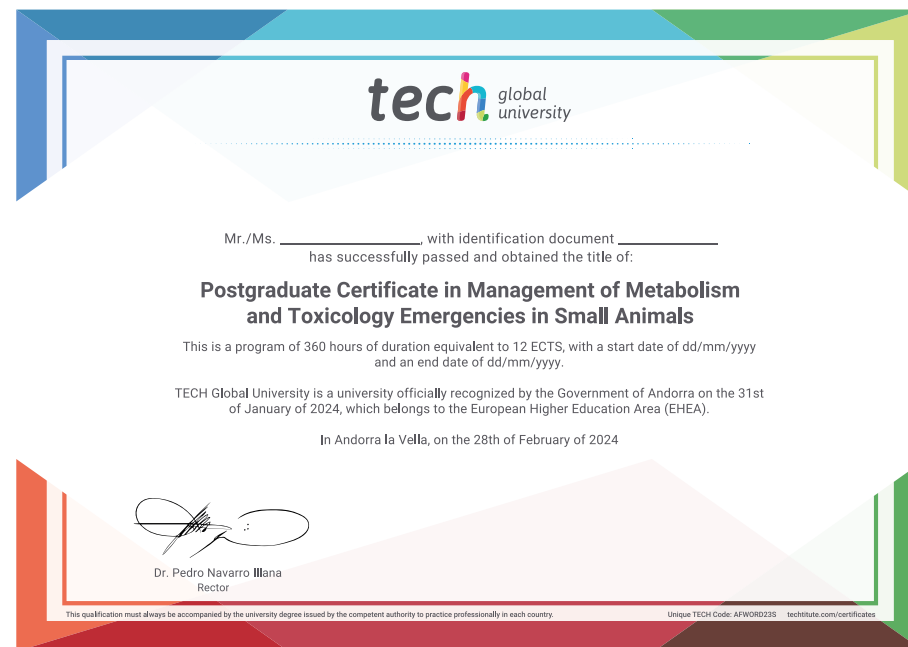 tech global university
Mr./Ms. ____________________, with identification document ______________
has successfully passed and obtained the title of:
Postgraduate Certificate in Management of Metabolism
and Toxicology Emergencies in Small Animals
This is a program of 360 hours of duration equivalent to 12 ECTS, with a start date of dd/mm/yyyy
and an end date of dd/mm/yyyy.
TECH Global University is a university officially recognized by the Government of Andorra on the 31st
of January of 2024, which belongs to the European Higher Education Area (EHEA).
In Andorra la Vella, on the 28th of February of 2024
Dr. Pedro Navarro Illana
Rector
This qualification must always be accompanied by the university degree issued by the competent authority to practice professionally in each country. Unique TECH Code: AFWORD23S techtitute.com/certificates